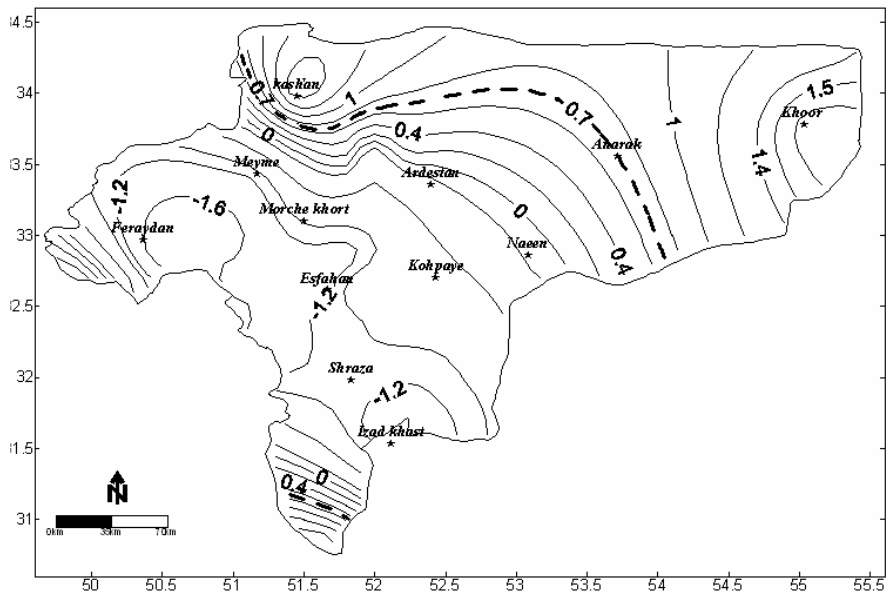 34.5
34
33.5
33
32.5
32
31.5
31
kashan
0.7
1
0.7
1
1.5
Khoor
0
0.4
Anarak
1.4
Meyme
Ardestan
-1.2
-1.6
Morche khort
0
Feraydan
Naeen
0.4
Kohpaye
Esfahan
-1.2
Shraza
-1.2
Izad khast
0
0.4
N
0km 35km 70km
50 50.5 51 51.5 52 52.5 53 53.5 54 54.5 55 55.5